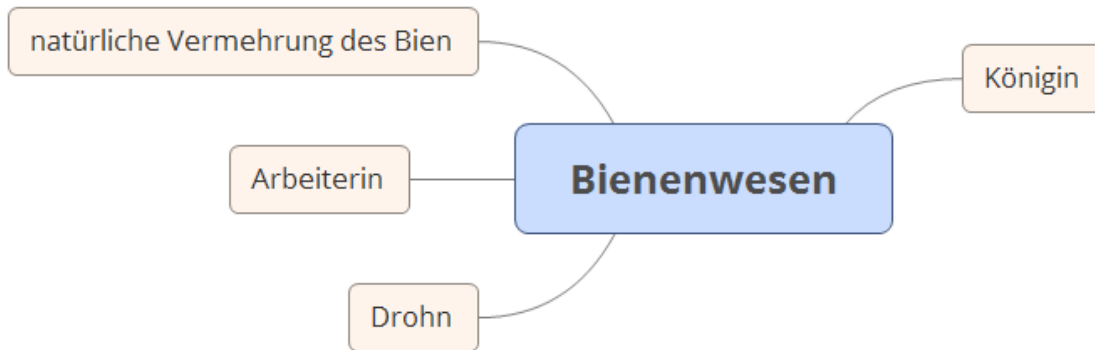 natürliche Vermehrung des Bien
Königin
Arbeiterin
Bienenwesen
Drohn